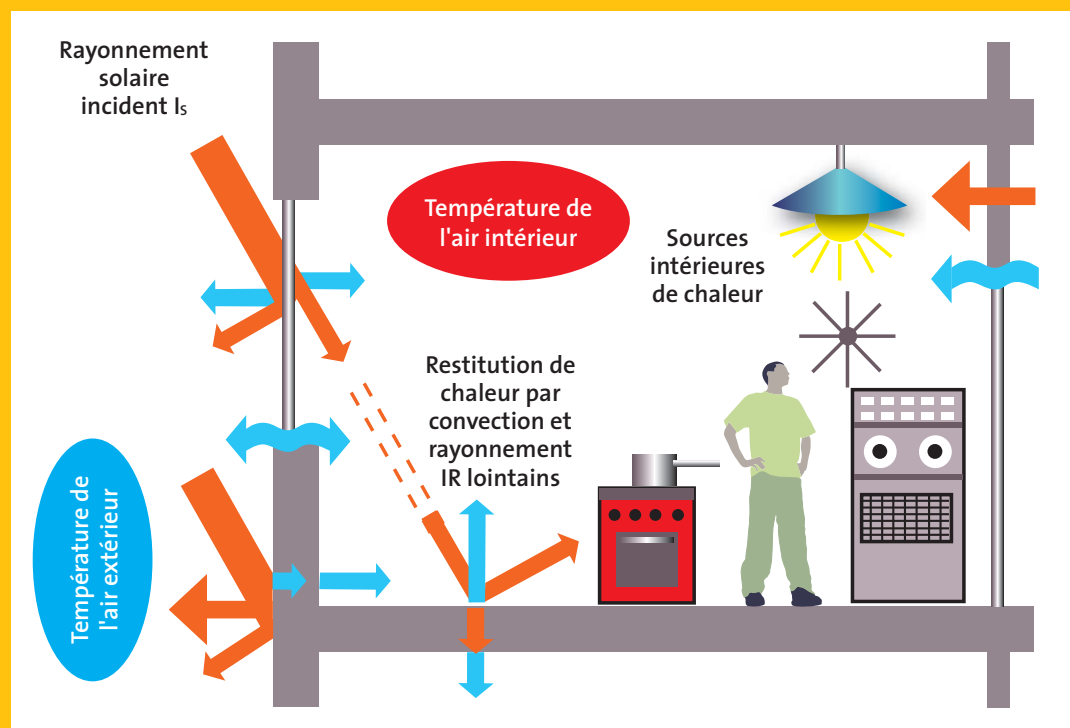 Rayonnement
solaire
incident Is
Température de
l'air intérieur
Sources
intérieures
de chaleur
Restitution de
chaleur par
convection et
rayonnement
IR lointains
Température de
l'air extérieur